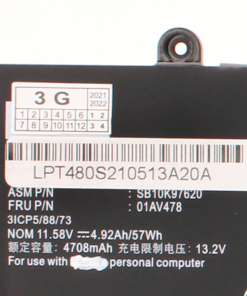 3 G
2021
2022
1 2 3 4 5 6 1 2
7 8 9 10 11 12 3 4
LPT480S210513A20A
ASM P/N : SB10K97620
FRU P/N : 01AV478
3ICP5/88/73
NOM 11.58V⎓4.92Ah/57Wh
额定容量 4708mAh 充电限制电压 13.2V
For use with personal computer